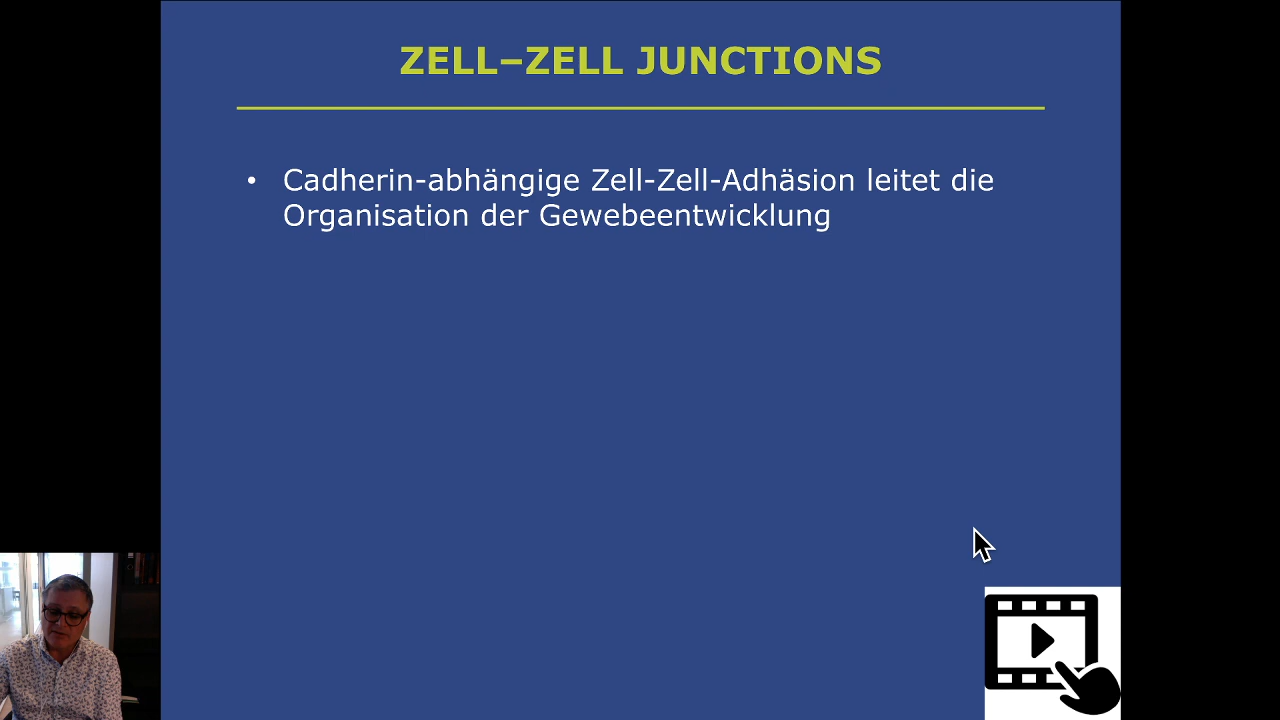 ZELL–ZELL JUNCTIONS
• Cadherin-abhängige Zell-Zell-Adhäsion leitet die
Organisation der Gewebeentwicklung